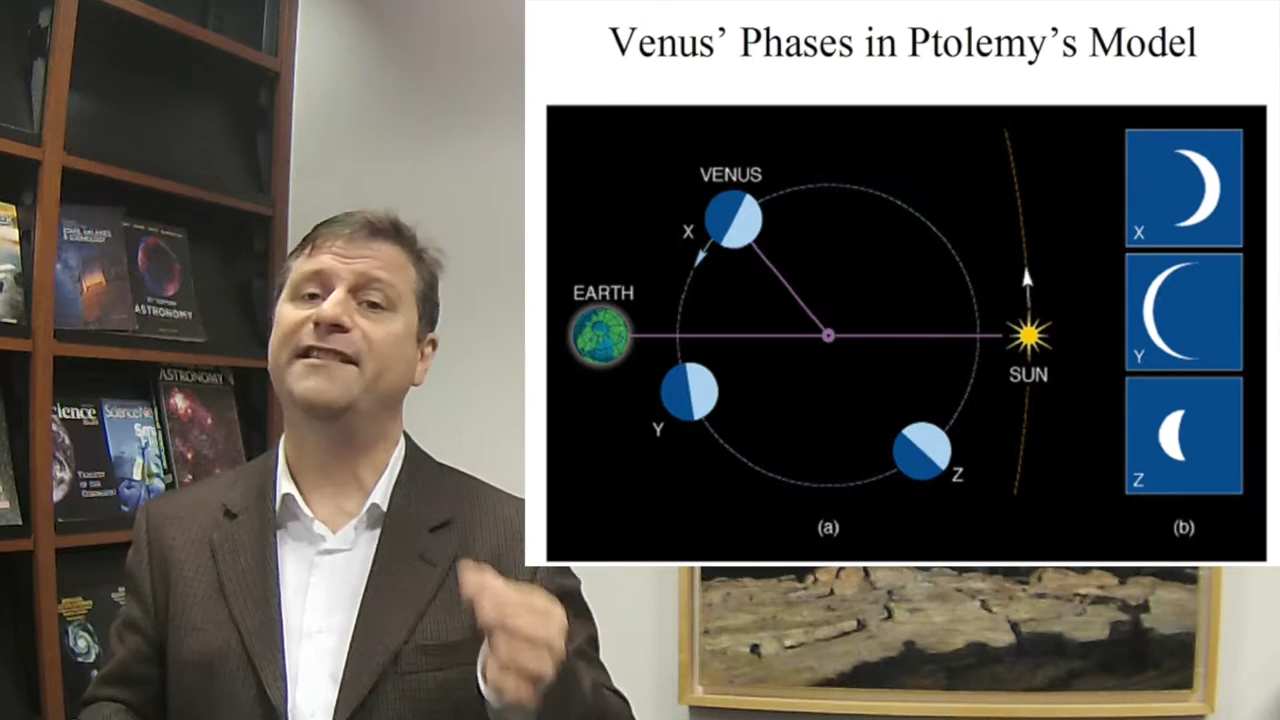 Venus’ Phases in Ptolemy’s Model
VENUS
X
EARTH
SUN
Y
Z
(a)
X
Y
Z
(b)
ASTRONOMY
ASTRONOMY
Science